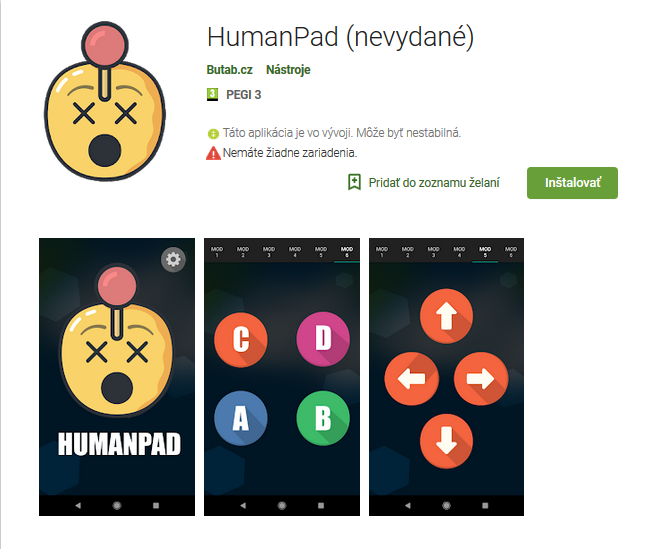 HumanPad (nevydané)
Butab.cz Nástroje
3 PEGI 3
Táto aplikácia je vo vývoji. Môže byť nestabilná.
Nemáte žiadne zariadenia.
Pridať do zoznamu želaní
Inštalovať
HUMANPAD
MOD 1 MOD 2 MOD 3 MOD 4 MOD 5 MOD 6
C D
A B
MOD 1 MOD 2 MOD 3 MOD 4 MOD 5 MOD 6